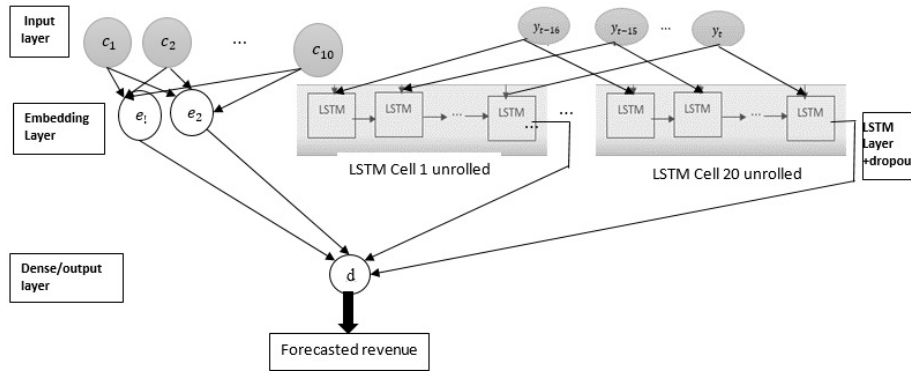 Input
layer
c₁
c₂
...
c₁₀
yₜ₋₁₆
yₜ₋₁₅
...
yₜ
Embedding
Layer
e₂
LSTM
LSTM
...
LSTM
...
...
...
LSTM
LSTM
...
LSTM
LSTM
Layer
+dropou
LSTM Cell 1 unrolled
LSTM Cell 20 unrolled
Dense/output
layer
d
Forecasted revenue